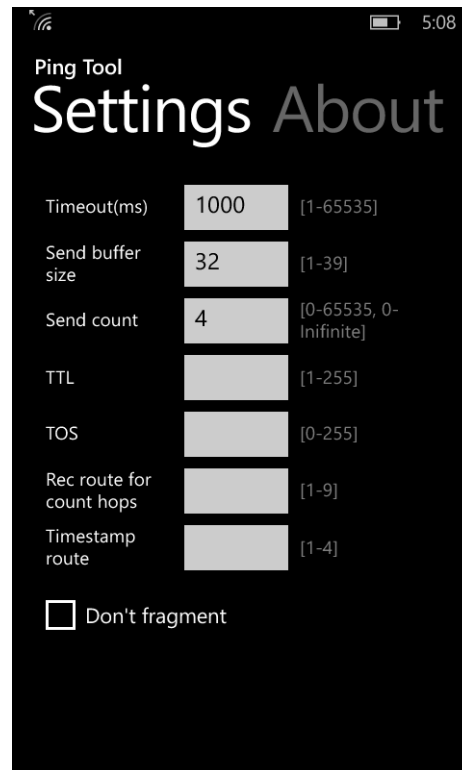 5:08
Ping Tool
Settings About
Timeout(ms) 1000 [1-65535]
Send buffer
size 32 [1-39]
Send count 4 [0-65535, 0-
Inifinite]
TTL [1-255]
TOS [0-255]
Rec route for
count hops [1-9]
Timestamp
route [1-4]
Don't fragment